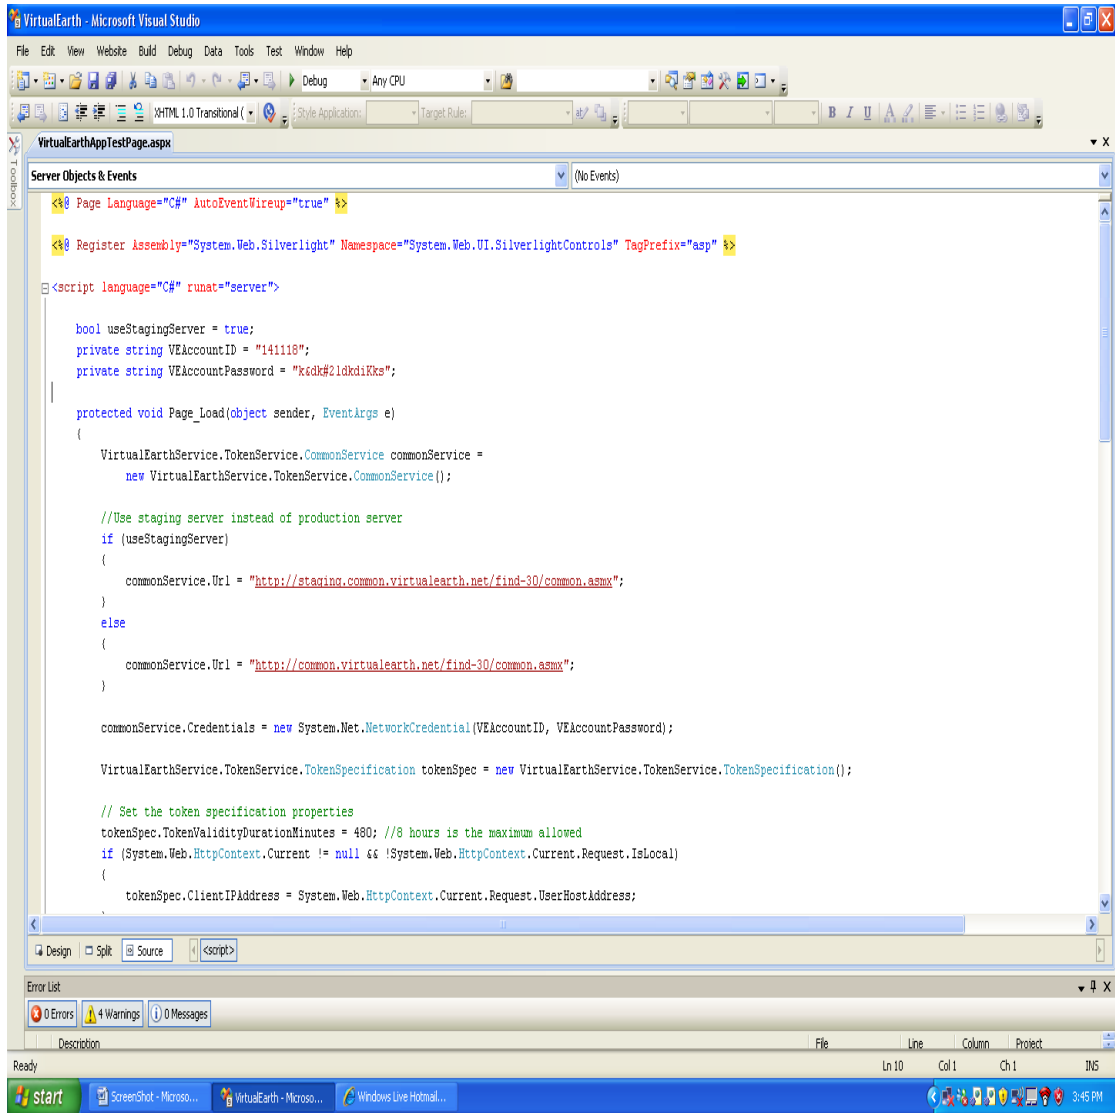 VirtualEarth - Microsoft Visual Studio
File Edit View Website Build Debug Data Tools Test Window Help
Debug Any CPU
XHTML 1.0 Transitional ( Style Application: Target Rule: B I U A
VirtualEarthAppTestPage.aspx
Toolbox
Server Objects & Events (No Events)
<%@ Page Language="C#" AutoEventWireup="true" %>
<%@ Register Assembly="System.Web.Silverlight" Namespace="System.Web.UI.SilverlightControls" TagPrefix="asp" %>
<script language="C#" runat="server">
bool useStagingServer = true;
private string VEAccountID = "141118";
private string VEAccountPassword = "k&dk#2ldkdiKks";
protected void Page_Load(object sender, EventArgs e)
{
VirtualEarthService.TokenService.CommonService commonService =
new VirtualEarthService.TokenService.CommonService();
//Use staging server instead of production server
if (useStagingServer)
{
commonService.Url = "http://staging.common.virtualearth.net/find-30/common.asmx";
}
else
{
commonService.Url = "http://common.virtualearth.net/find-30/common.asmx";
}
commonService.Credentials = new System.Net.NetworkCredential(VEAccountID, VEAccountPassword);
VirtualEarthService.TokenService.TokenSpecification tokenSpec = new VirtualEarthService.TokenService.TokenSpecification();
// Set the token specification properties
tokenSpec.TokenValidityDurationMinutes = 480; //8 hours is the maximum allowed
if (System.Web.HttpContext.Current != null && !System.Web.HttpContext.Current.Request.IsLocal)
{
tokenSpec.ClientIPAddress = System.Web.HttpContext.Current.Request.UserHostAddress;
Design Split Source <script>
Error List
0 Errors 4 Warnings 0 Messages
Description File Line Column Project
Ready Ln 10 Col 1 Ch 1 INS
start ScreenShot - Microso... VirtualEarth - Microso... Windows Live Hotmail... 3:45 PM